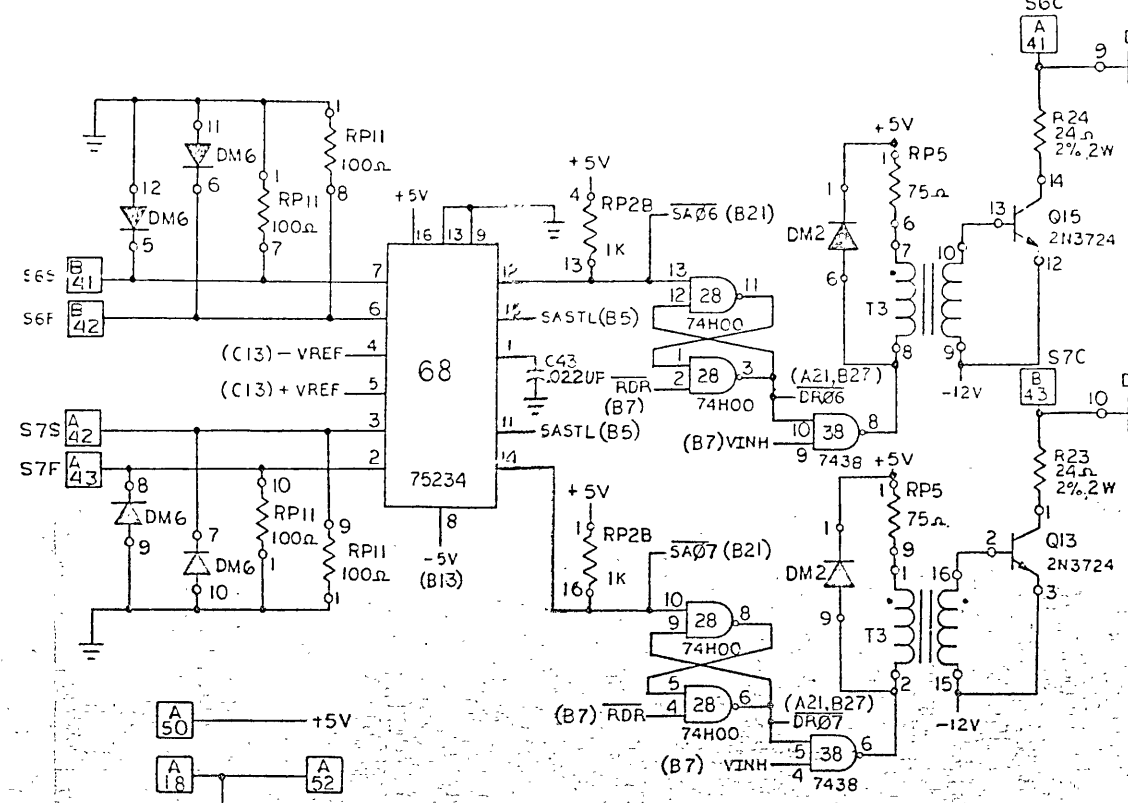 S6C
A
41
9
R24
24Ω
2%,2W
14
+5V
1
RP5
75Ω
6
7
1
DM2
6
T3
8
10
9
13
Q15
2N3724
12
-12V
1
11
DM6
6
RP11
100Ω
8
12
DM6
5
1
RP11
100Ω
7
+5V
16
13
9
+5V
4
RP2B
1K
13
SAØ6 (B21)
S6S
B
41
7
12
13
12
28
11
74H00
S6F
B
42
6
SASTL(B5)
(C13)-VREF
4
68
1
C43
.022UF
1
2
28
3
74H00
RDR
(B7)
(A21,B27)
DRØ6
(C13)+VREF
5
S7S
A
42
3
11
SASTL(B5)
(B7)VINH
10
9
38
8
7438
S7F
A
43
2
14
75234
8
-5V
(B13)
S7C
B
43
10
R23
24Ω
2%,2W
1
8
DM6
9
10
RP11
100Ω
1
7
DM6
10
9
RP11
100Ω
1
+5V
1
RP2B
1K
16
SAØ7 (B21)
+5V
1
RP5
75Ω
9
1
1
DM2
9
T3
2
16
15
2
Q13
2N3724
3
-12V
10
9
28
8
74H00
5
4
28
6
74H00
(B7) RDR
(A21,B27)
DRØ7
(B7) VINH
5
4
38
6
7438
A
50
+5V
A
18
A
52